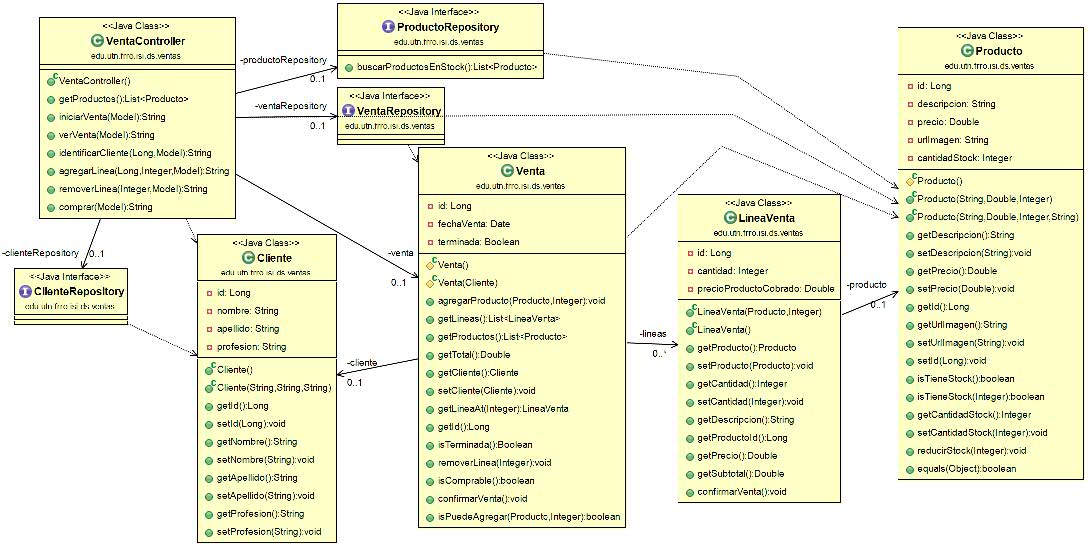 <<Java Class>>
VentaController
edu.utn.frro.isi.ds.ventas
VentaController()
getProductos():List<Producto>
iniciarVenta(Model):String
verVenta(Model):String
identificarCliente(Long,Model):String
agregarLinea(Long,Integer,Model):String
removerLinea(Integer,Model):String
comprar(Model):String
-productoRepository
0..1
-ventaRepository
0..1
-clienteRepository
0..1
-venta
0..1
<<Java Interface>>
ProductoRepository
edu.utn.frro.isi.ds.ventas
buscarProductosEnStock():List<Producto>
<<Java Interface>>
VentaRepository
edu.utn.frro.isi.ds.ventas
<<Java Interface>>
ClienteRepository
edu.utn.frro.isi.ds.ventas
<<Java Class>>
Cliente
edu.utn.frro.isi.ds.ventas
id: Long
nombre: String
apellido: String
profesion: String
Cliente()
Cliente(String,String,String)
getId():Long
setId(Long):void
getNombre():String
setNombre(String):void
getApellido():String
setApellido(String):void
getProfesion():String
setProfesion(String):void
-cliente
0..1
<<Java Class>>
Venta
edu.utn.frro.isi.ds.ventas
id: Long
fechaVenta: Date
terminada: Boolean
Venta()
Venta(Cliente)
agregarProducto(Producto,Integer):void
getLineas():List<LineaVenta>
getProductos():List<Producto>
getTotal():Double
getCliente():Cliente
setCliente(Cliente):void
getLineaAt(Integer):LineaVenta
getId():Long
isTerminada():Boolean
removerLinea(Integer):void
isComprable():boolean
confirmarVenta():void
isPuedeAgregar(Producto,Integer):boolean
-lineas
0..*
<<Java Class>>
LineaVenta
edu.utn.frro.isi.ds.ventas
id: Long
cantidad: Integer
precioProductoCobrado: Double
LineaVenta(Producto,Integer)
LineaVenta()
getProducto():Producto
setProducto(Producto):void
getCantidad():Integer
setCantidad(Integer):void
getDescripcion():String
getProductoId():Long
getPrecio():Double
getSubtotal():Double
confirmarVenta():void
-producto
0..1
<<Java Class>>
Producto
edu.utn.frro.isi.ds.ventas
id: Long
descripcion: String
precio: Double
urlImagen: String
cantidadStock: Integer
Producto()
Producto(String,Double,Integer)
Producto(String,Double,Integer,String)
getDescripcion():String
setDescripcion(String):void
getPrecio():Double
setPrecio(Double):void
getId():Long
getUrlImagen():String
setUrlImagen(String):void
setId(Long):void
isTieneStock():boolean
isTieneStock(Integer):boolean
getCantidadStock():Integer
setCantidadStock(Integer):void
reducirStock(Integer):void
equals(Object):boolean